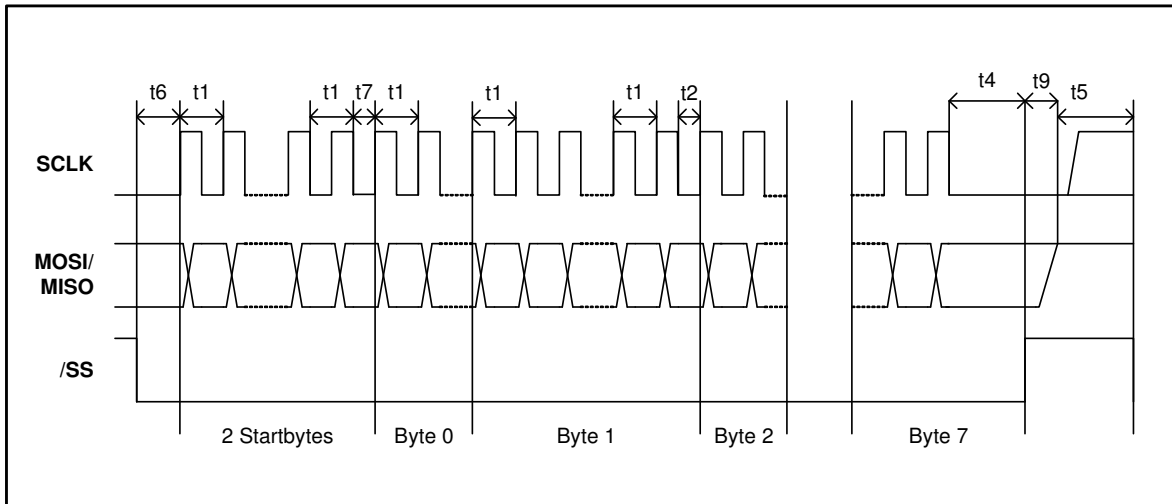 t6 t1 t1 t7 t1 t1 t1 t2 t4 t9 t5
SCLK
MOSI/
MISO
/SS
2 Startbytes Byte 0 Byte 1 Byte 2 Byte 7